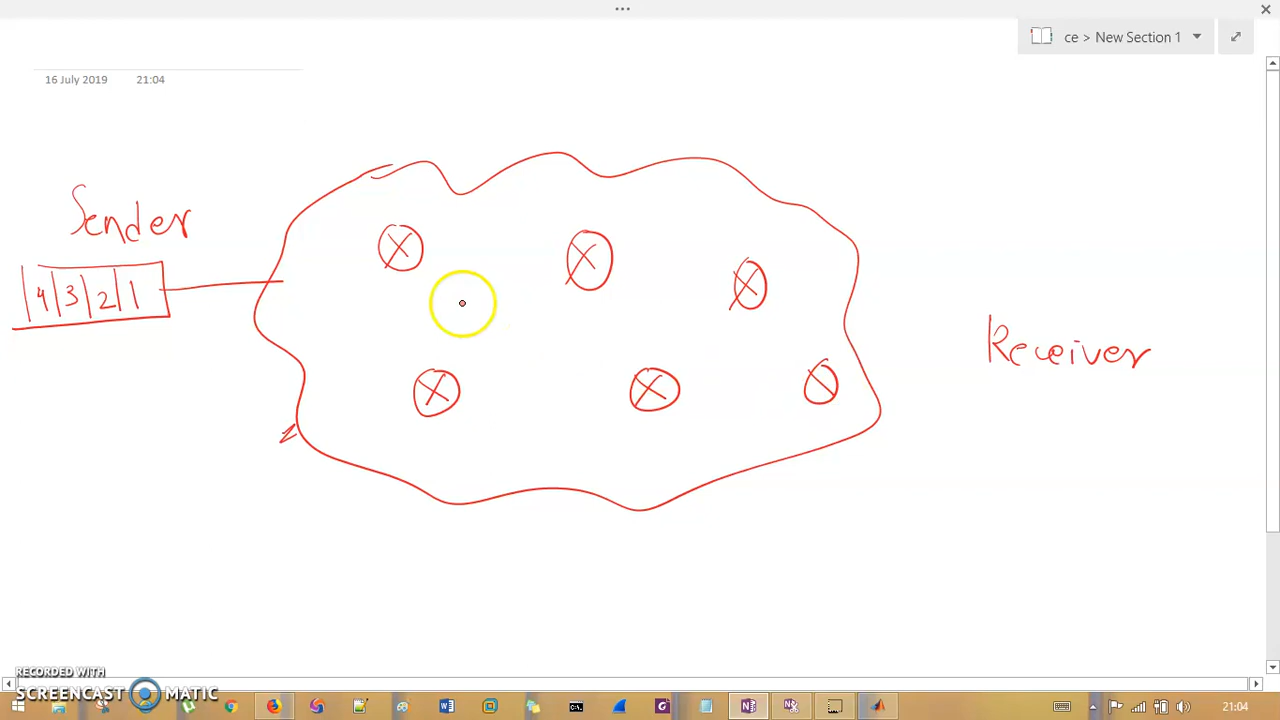 ce > New Section 1
16 July 2019 21:04
Sender
4 3 2 1
Receiver
RECORDED WITH
SCREENCAST MATIC
21:04